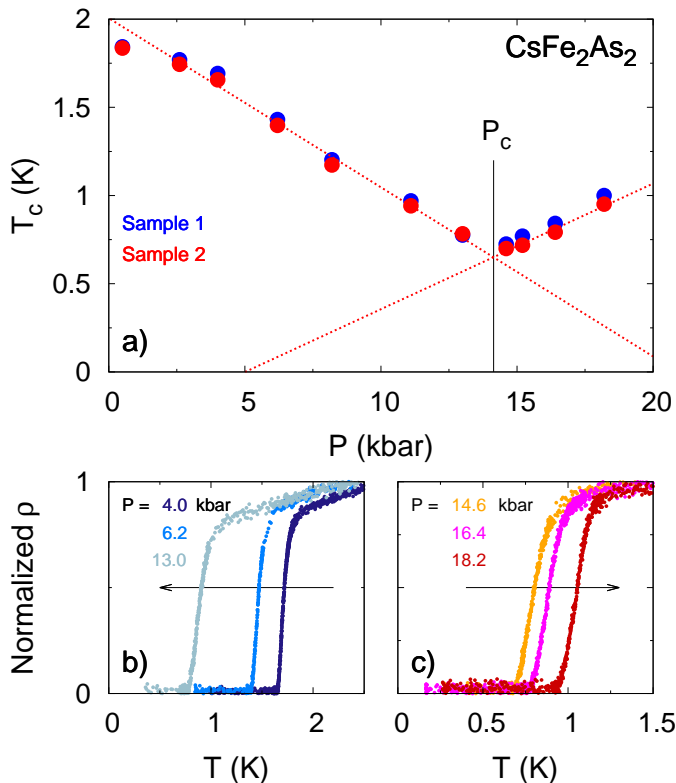 2
1.5
1
0.5
0
T_c (K)
CsFe₂As₂
P_c
Sample 1
Sample 2
a)
0
5
10
15
20
P (kbar)
1
0
Normalized ρ
P = 4.0 kbar
6.2
13.0
b)
0
1
2
T (K)
P = 14.6 kbar
16.4
18.2
c)
0
0.5
1
1.5
T (K)